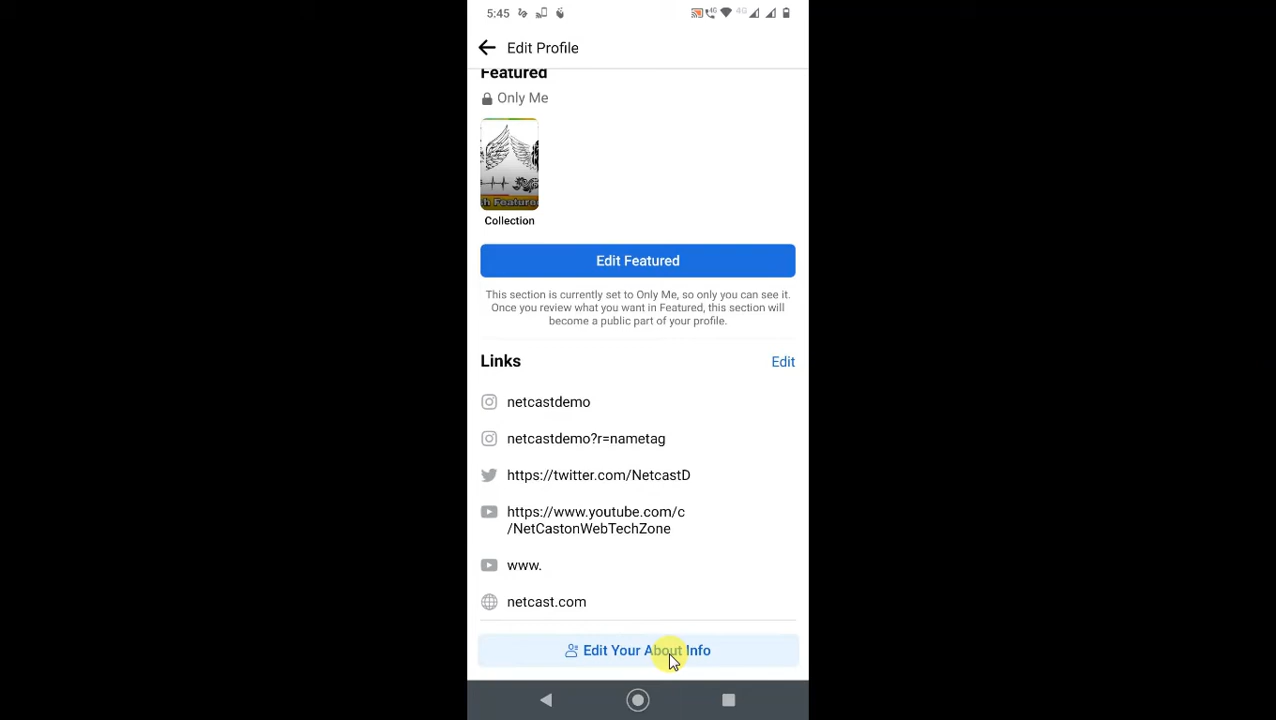 5:45
4G
4G
Edit Profile
Featured
Only Me
h Feature
Collection
Edit Featured
This section is currently set to Only Me, so only you can see it.
Once you review what you want in Featured, this section will
become a public part of your profile.
Links
Edit
netcastdemo
netcastdemo?r=nametag
https://twitter.com/NetcastD
https://www.youtube.com/c
/NetCastonWebTechZone
www.
netcast.com
Edit Your About Info